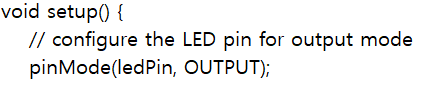 void setup() {
// configure the LED pin for output mode
pinMode(ledPin, OUTPUT);